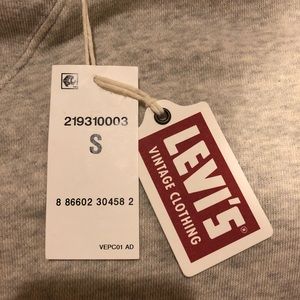 219310003
S
8 86602 30458 2
VEPC01 AD
LEVI'S
®
VINTAGE CLOTHING